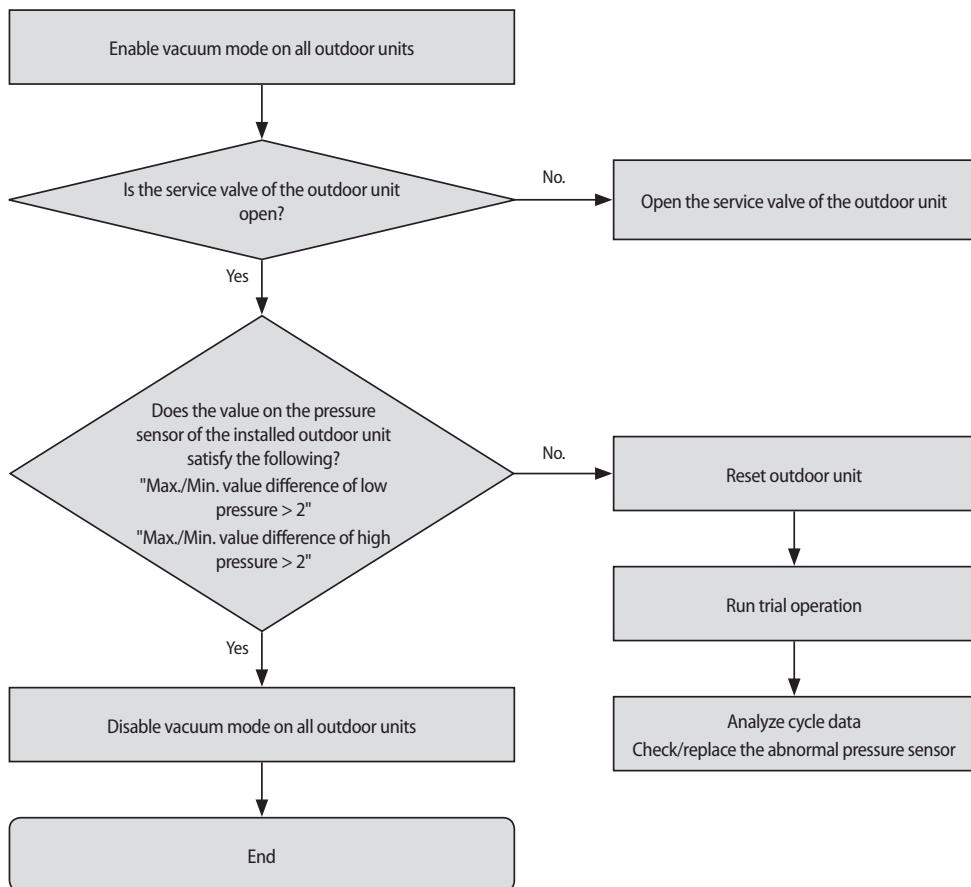 Enable vacuum mode on all outdoor units
Is the service valve of the outdoor unit
open?
No.
Open the service valve of the outdoor unit
Yes
Does the value on the pressure
sensor of the installed outdoor unit
satisfy the following?
"Max./Min. value difference of low
pressure > 2"
"Max./Min. value difference of high
pressure > 2"
No.
Reset outdoor unit
Run trial operation
Analyze cycle data
Check/replace the abnormal pressure sensor
Yes
Disable vacuum mode on all outdoor units
End